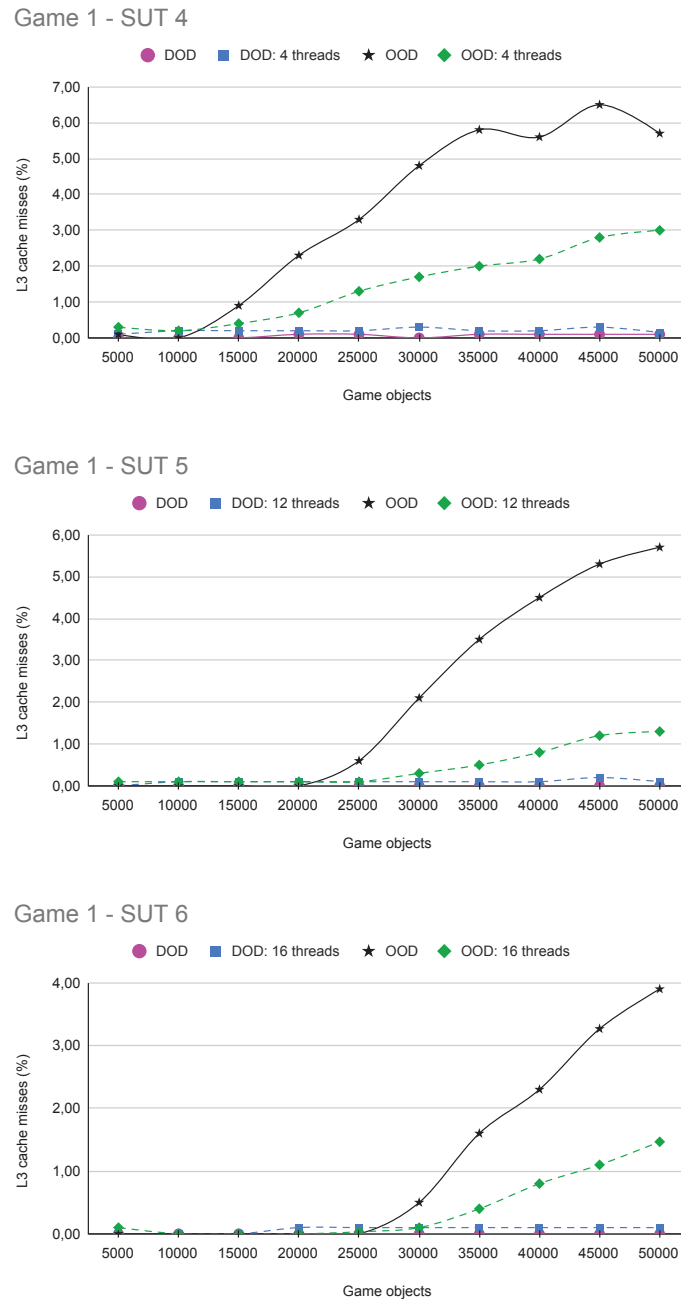 Game 1 - SUT 4
DOD DOD: 4 threads OOD OOD: 4 threads
7,00
6,00
5,00
4,00
3,00
2,00
1,00
0,00
L3 cache misses (%)
5000 10000 15000 20000 25000 30000 35000 40000 45000 50000
Game objects
Game 1 - SUT 5
DOD DOD: 12 threads OOD OOD: 12 threads
6,00
5,00
4,00
3,00
2,00
1,00
0,00
L3 cache misses (%)
5000 10000 15000 20000 25000 30000 35000 40000 45000 50000
Game objects
Game 1 - SUT 6
DOD DOD: 16 threads OOD OOD: 16 threads
4,00
3,00
2,00
1,00
0,00
L3 cache misses (%)
5000 10000 15000 20000 25000 30000 35000 40000 45000 50000
Game objects